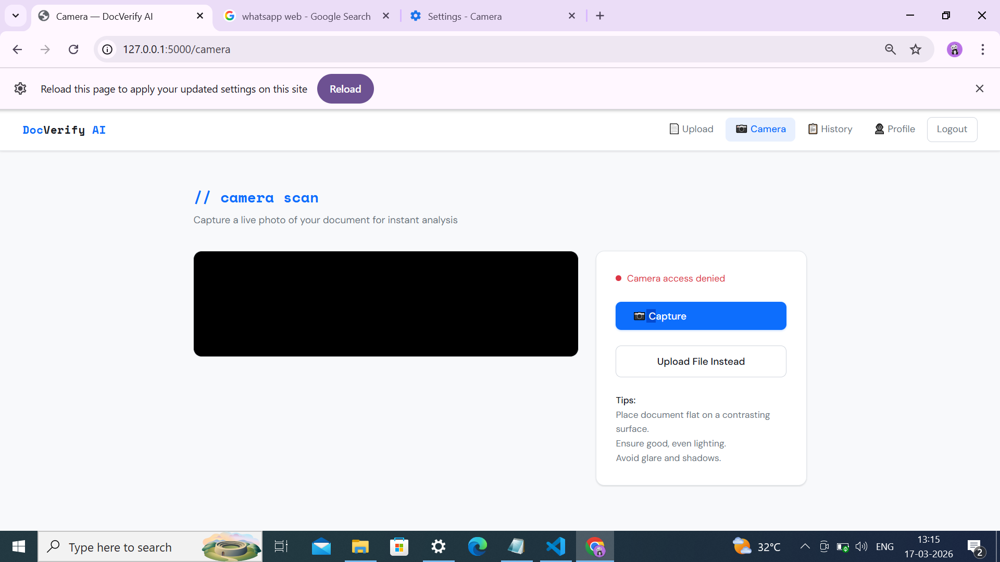 Camera — DocVerify AI
whatsapp web - Google Search
Settings - Camera
127.0.0.1:5000/camera
Reload this page to apply your updated settings on this site
Reload
DocVerify AI
Upload
Camera
History
Profile
Logout
// camera scan
Capture a live photo of your document for instant analysis
Camera access denied
Capture
Upload File Instead
Tips:
Place document flat on a contrasting
surface.
Ensure good, even lighting.
Avoid glare and shadows.
Type here to search
32°C
ENG
13:15
17-03-2026
2